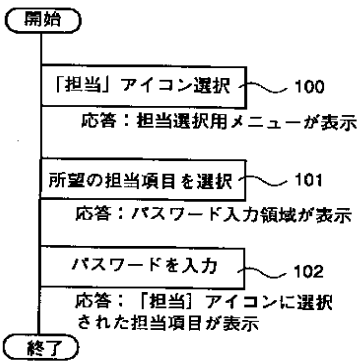 開始
「担当」アイコン選択 100
応答：担当選択用メニューが表示
所望の担当項目を選択 101
応答：パスワード入力領域が表示
パスワードを入力 102
応答：［担当］アイコンに選択
された担当項目が表示
終了